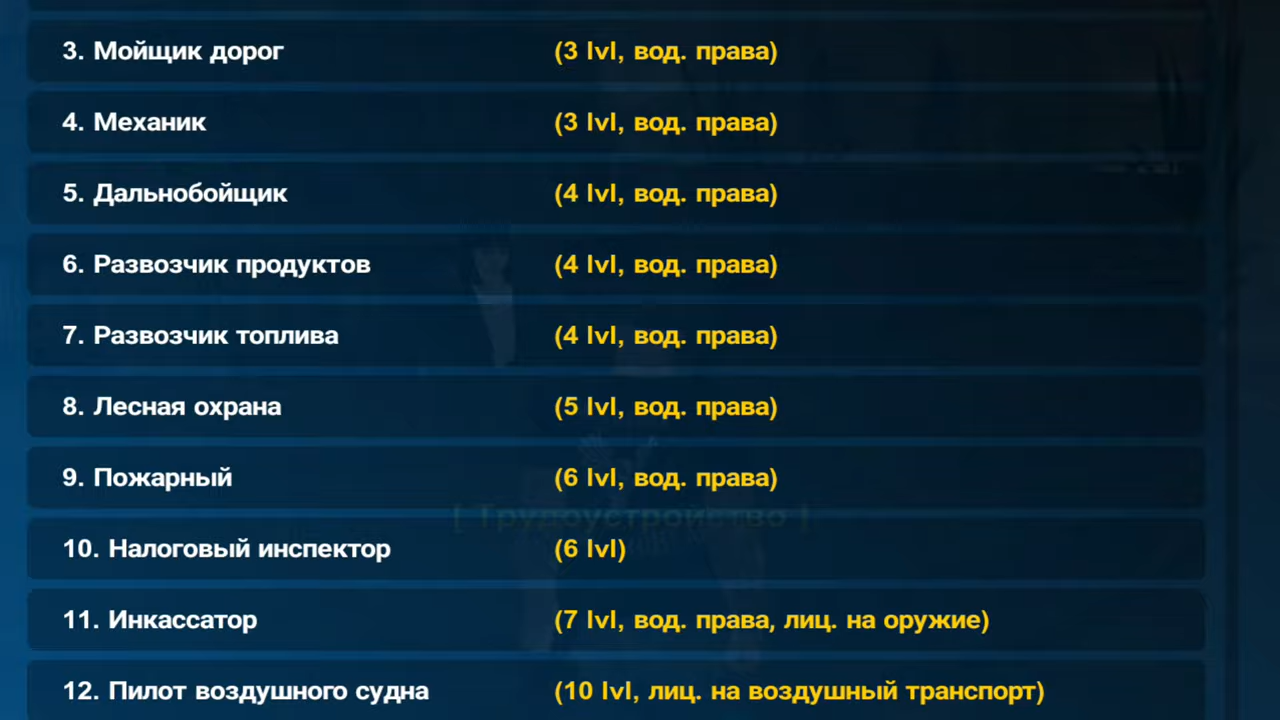 3. Мойщик дорог (3 lvl, вод. права)
4. Механик (3 lvl, вод. права)
5. Дальнобойщик (4 lvl, вод. права)
6. Развозчик продуктов (4 lvl, вод. права)
7. Развозчик топлива (4 lvl, вод. права)
8. Лесная охрана (5 lvl, вод. права)
9. Пожарный (6 lvl, вод. права)
[ Трудоустройство ]
10. Налоговый инспектор (6 lvl)
11. Инкассатор (7 lvl, вод. права, лиц. на оружие)
12. Пилот воздушного судна (10 lvl, лиц. на воздушный транспорт)